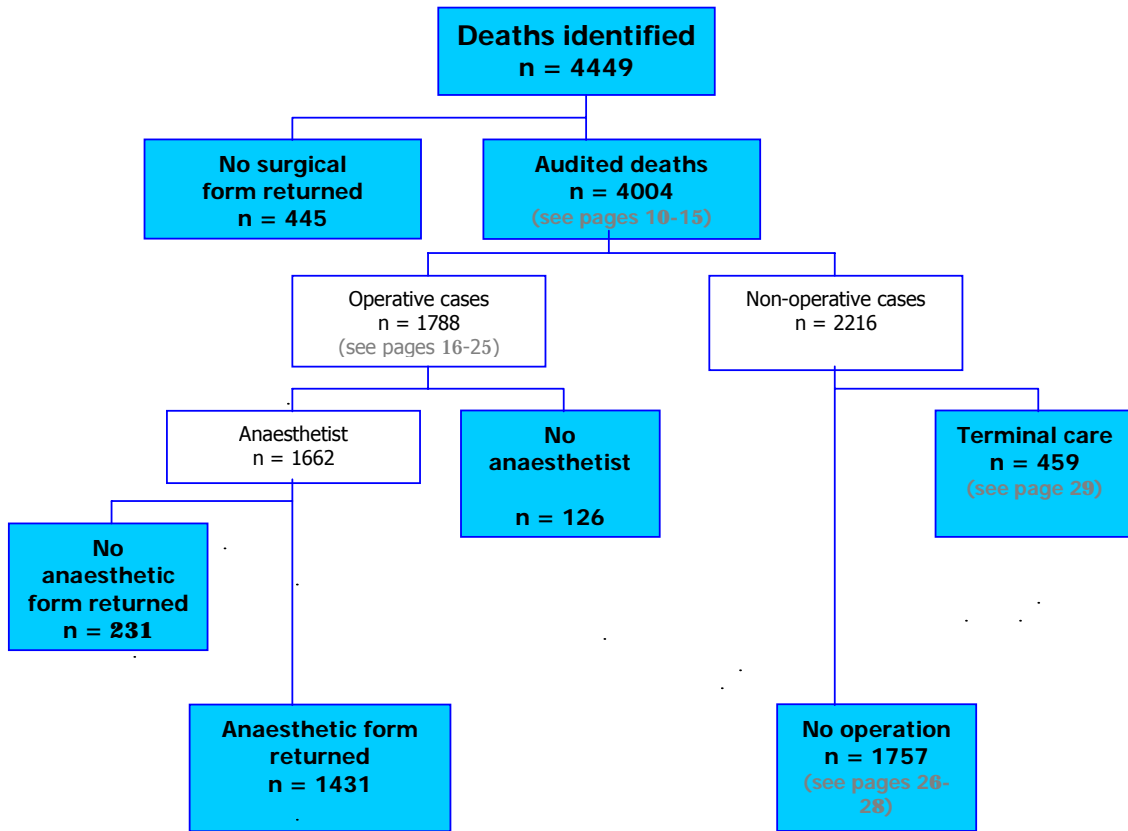 Deaths identified
n = 4449
No surgical
form returned
n = 445
Audited deaths
n = 4004
(see pages 10-15)
Operative cases
n = 1788
(see pages 16-25)
Non-operative cases
n = 2216
Anaesthetist
n = 1662
No
anaesthetist
n = 126
Terminal care
n = 459
(see page 29)
No
anaesthetic
form returned
n = 231
Anaesthetic form
returned
n = 1431
No operation
n = 1757
(see pages 26-
28)